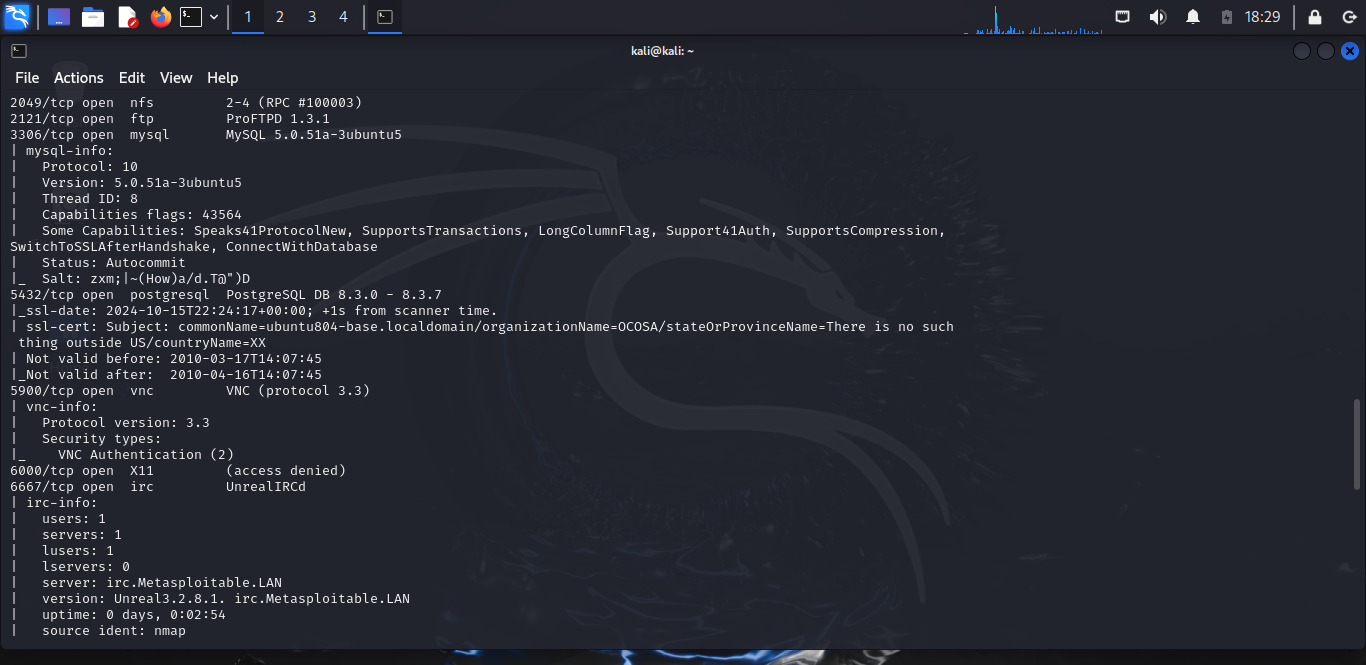 1 2 3 4 18:29
kali@kali: ~
File Actions Edit View Help
2049/tcp open  nfs         2-4 (RPC #100003)
2121/tcp open  ftp         ProFTPD 1.3.1
3306/tcp open  mysql       MySQL 5.0.51a-3ubuntu5
| mysql-info:
|   Protocol: 10
|   Version: 5.0.51a-3ubuntu5
|   Thread ID: 8
|   Capabilities flags: 43564
|   Some Capabilities: Speaks41ProtocolNew, SupportsTransactions, LongColumnFlag, Support41Auth, SupportsCompression,
SwitchToSSLAfterHandshake, ConnectWithDatabase
|   Status: Autocommit
|_  Salt: zxm;|~(How)a/d.T@")D
5432/tcp open  postgresql  PostgreSQL DB 8.3.0 - 8.3.7
|_ssl-date: 2024-10-15T22:24:17+00:00; +1s from scanner time.
| ssl-cert: Subject: commonName=ubuntu804-base.localdomain/organizationName=OCOSA/stateOrProvinceName=There is no such
 thing outside US/countryName=XX
| Not valid before: 2010-03-17T14:07:45
|_Not valid after:  2010-04-16T14:07:45
5900/tcp open  vnc         VNC (protocol 3.3)
| vnc-info:
|   Protocol version: 3.3
|   Security types:
|_    VNC Authentication (2)
6000/tcp open  X11         (access denied)
6667/tcp open  irc         UnrealIRCd
| irc-info:
|   users: 1
|   servers: 1
|   lusers: 1
|   lservers: 0
|   server: irc.Metasploitable.LAN
|   version: Unreal3.2.8.1. irc.Metasploitable.LAN
|   uptime: 0 days, 0:02:54
|   source ident: nmap